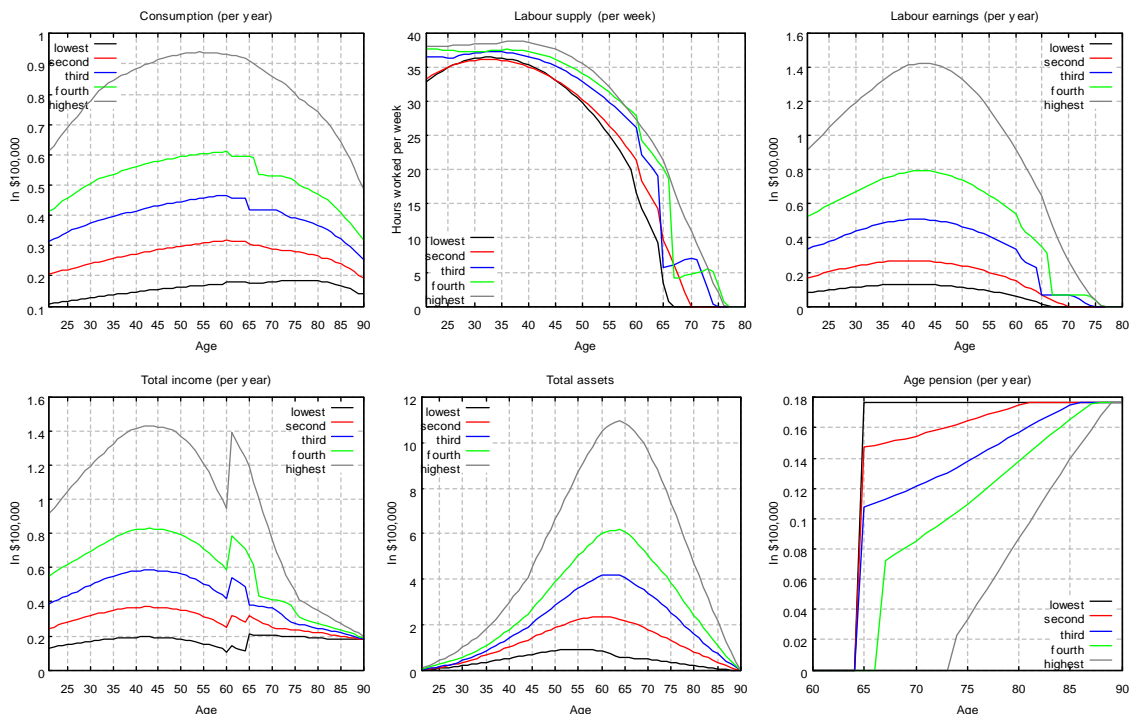 Consumption (per year)
1
0.9
0.8
0.7
0.6
0.5
0.4
0.3
0.2
0.1
In $100,000
lowest
second
third
fourth
highest
25 30 35 40 45 50 55 60 65 70 75 80 85 90
Age
Labour supply (per week)
40
35
30
25
20
15
10
5
0
Hours worked per week
lowest
second
third
fourth
highest
25 30 35 40 45 50 55 60 65 70 75 80
Age
Labour earnings (per year)
1.6
1.4
1.2
1
0.8
0.6
0.4
0.2
0
In $100,000
lowest
second
third
fourth
highest
25 30 35 40 45 50 55 60 65 70 75 80
Age
Total income (per year)
1.6
1.4
1.2
1
0.8
0.6
0.4
0.2
0
In $100,000
lowest
second
third
fourth
highest
25 30 35 40 45 50 55 60 65 70 75 80 85 90
Age
Total assets
12
10
8
6
4
2
0
In $100,000
lowest
second
third
fourth
highest
25 30 35 40 45 50 55 60 65 70 75 80 85 90
Age
Age pension (per year)
0.18
0.16
0.14
0.12
0.1
0.08
0.06
0.04
0.02
0
In $100,000
lowest
second
third
fourth
highest
60 65 70 75 80 85 90
Age